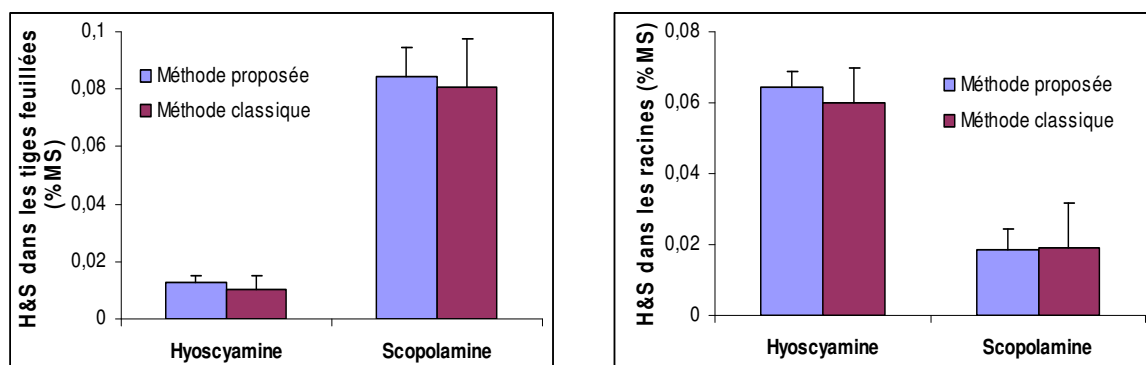 H&S dans les tiges feuillées
(%MS)
0,1
0,08
0,06
0,04
0,02
0
Méthode proposée
Méthode classique
Hyoscyamine
Scopolamine
H&S dans les racines (%MS)
0,08
0,06
0,04
0,02
0
Méthode proposée
Méthode classique
Hyoscyamine
Scopolamine